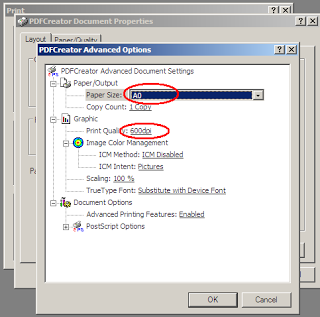 Print
PDFCreator Document Properties
Layout Paper/Quality
PDFCreator Advanced Options
PDFCreator Advanced Document Settings
Paper/Output
Paper Size: A0
Copy Count: 1 Copy
Graphic
Print Quality: 600dpi
Image Color Management
ICM Method: ICM Disabled
ICM Intent: Pictures
Scaling: 100 %
TrueType Font: Substitute with Device Font
Document Options
Advanced Printing Features: Enabled
PostScript Options
OK Cancel